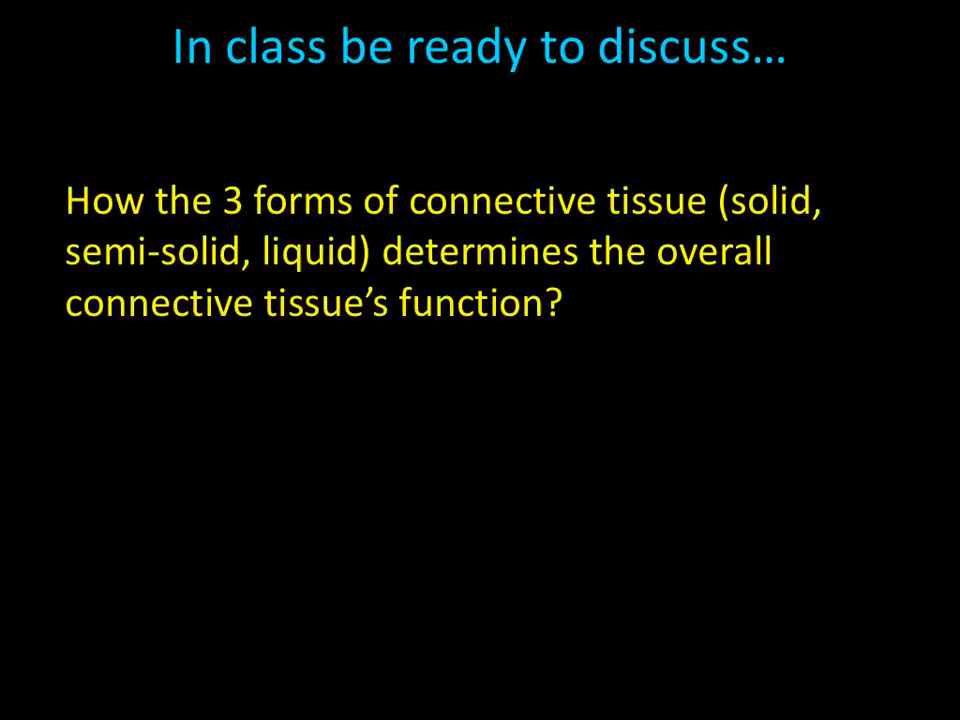 In class be ready to discuss…
How the 3 forms of connective tissue (solid,
semi-solid, liquid) determines the overall
connective tissue’s function?